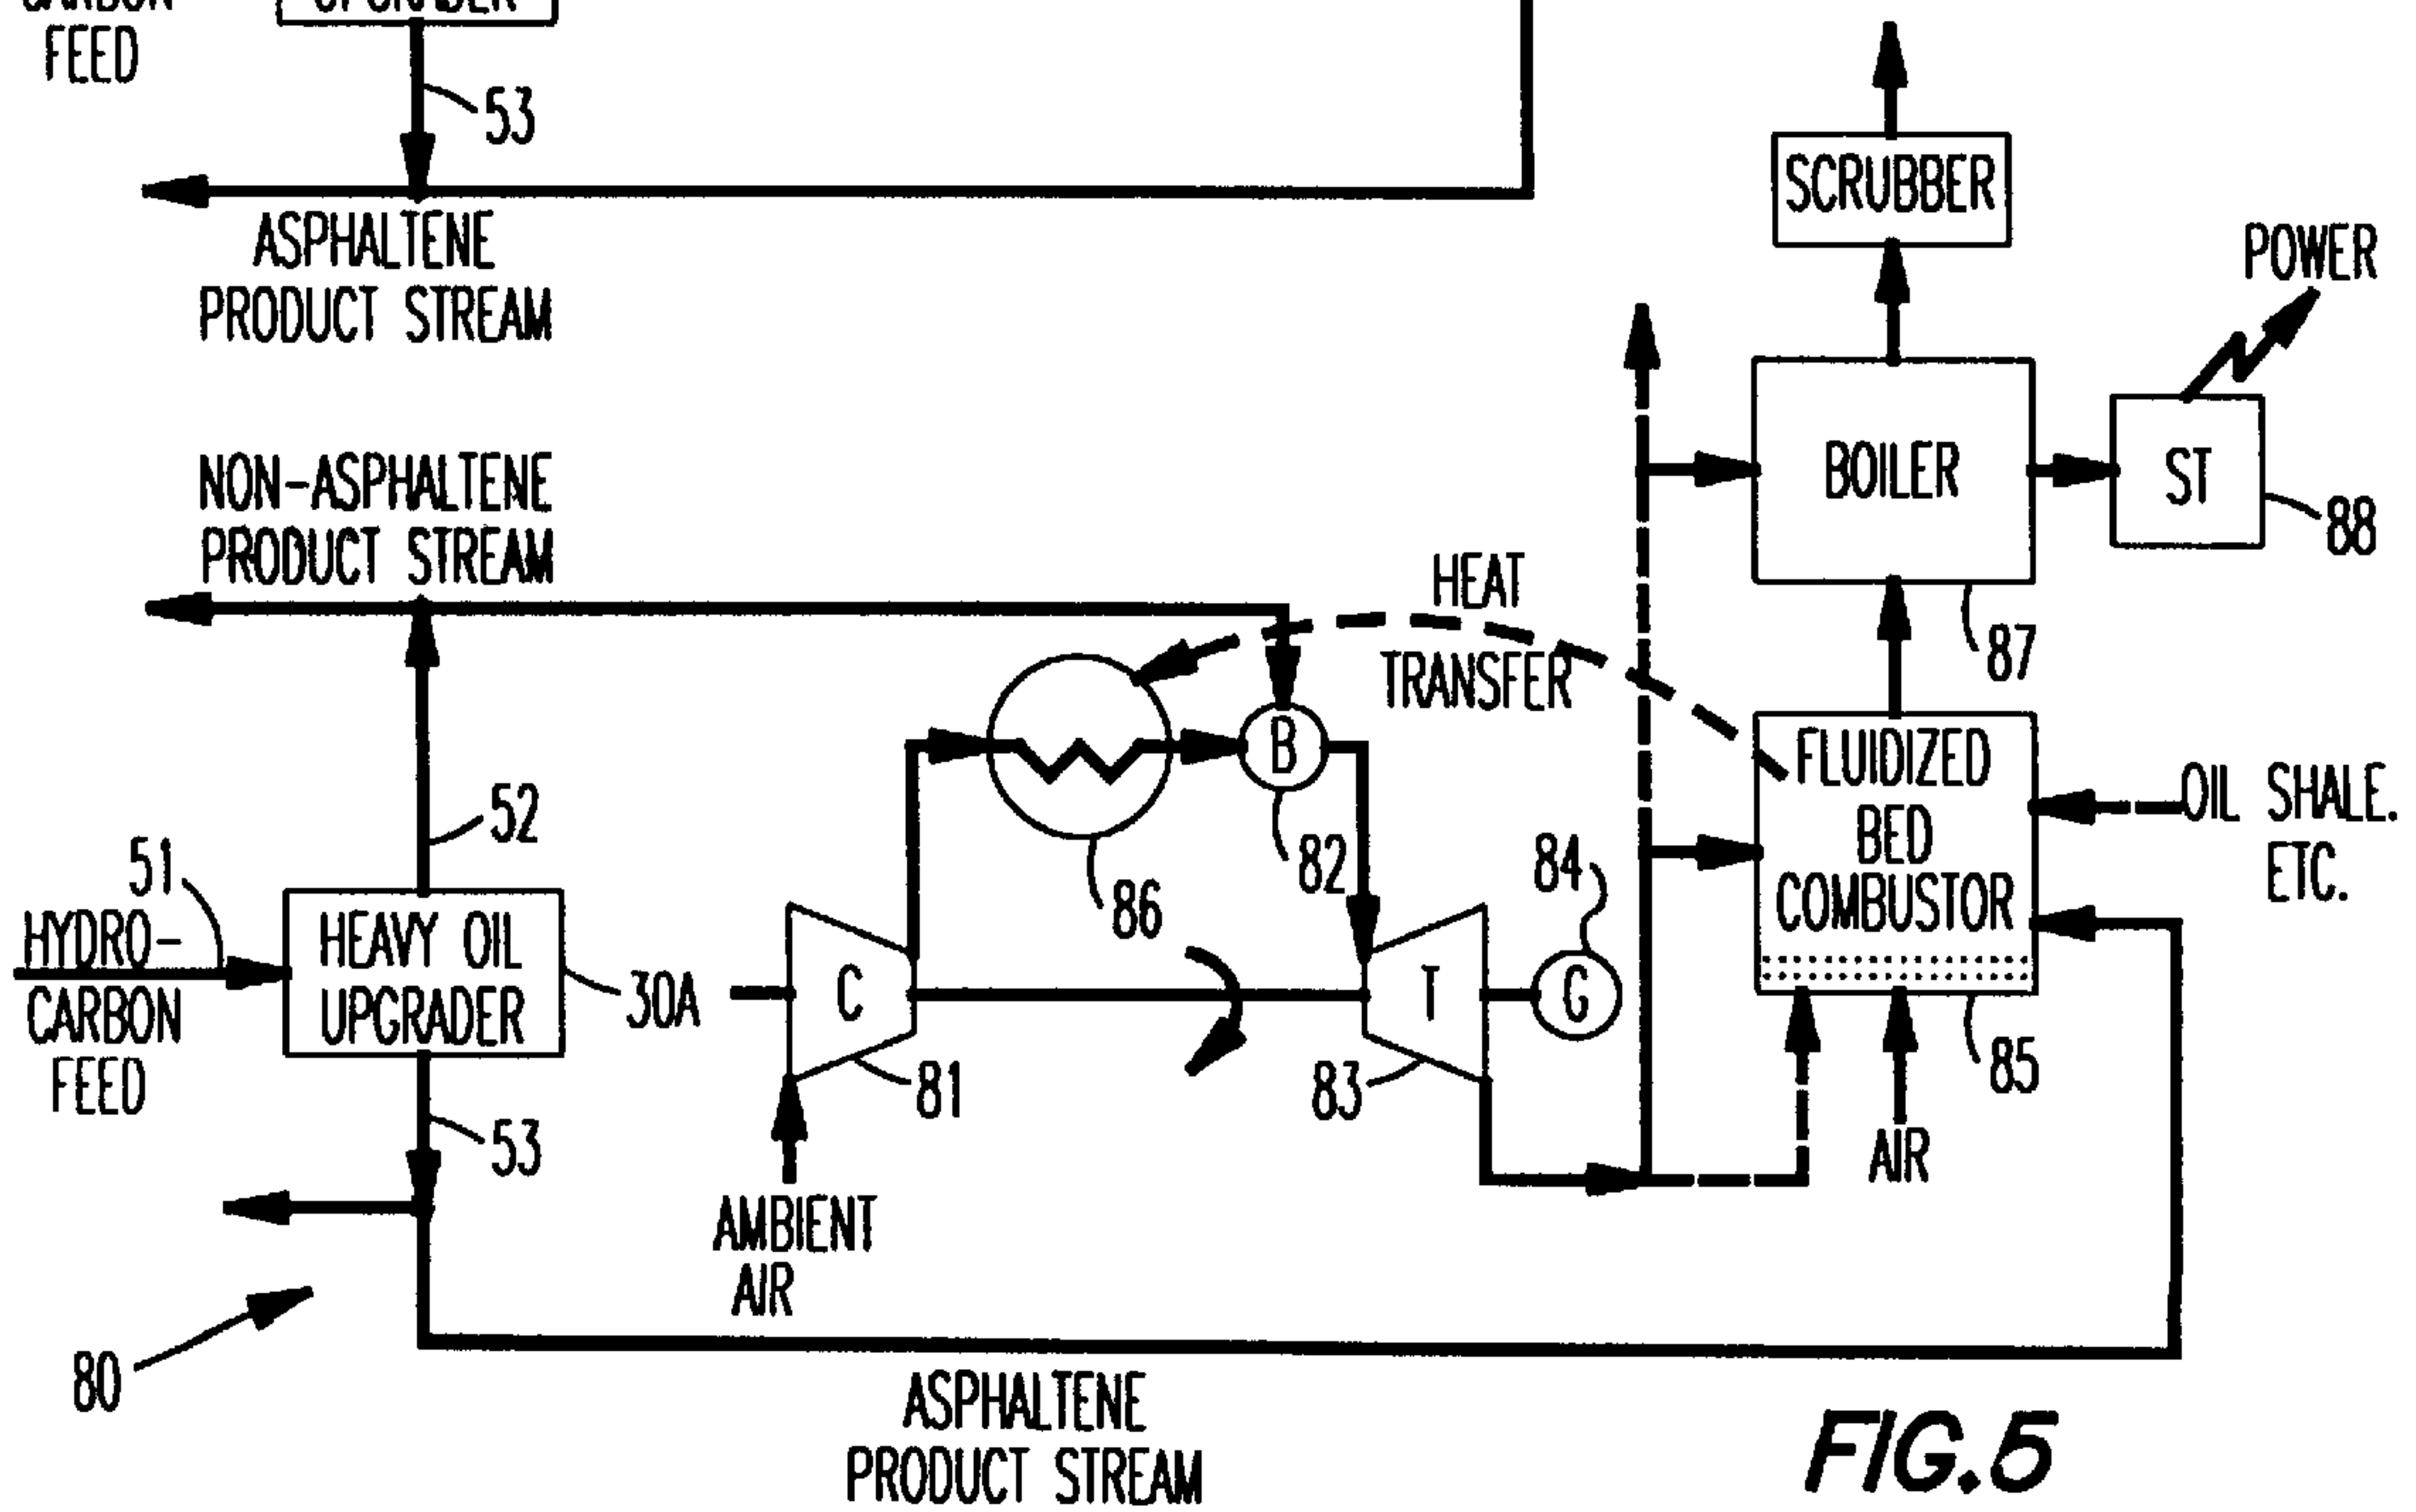 FEED
53
ASPHALTENE
PRODUCT STREAM
SCRUBBER
POWER
BOILER
ST
88
87
NON-ASPHALTENE
PRODUCT STREAM
HEAT
TRANSFER
52
51
HYDRO-
CARBON
FEED
HEAVY OIL
UPGRADER
30A
53
80
C
81
AMBIENT
AIR
86
B
82
T
83
84
G
FLUIDIZED
BED
COMBUSTOR
85
AIR
OIL SHALE.
ETC.
ASPHALTENE
PRODUCT STREAM
FIG.5